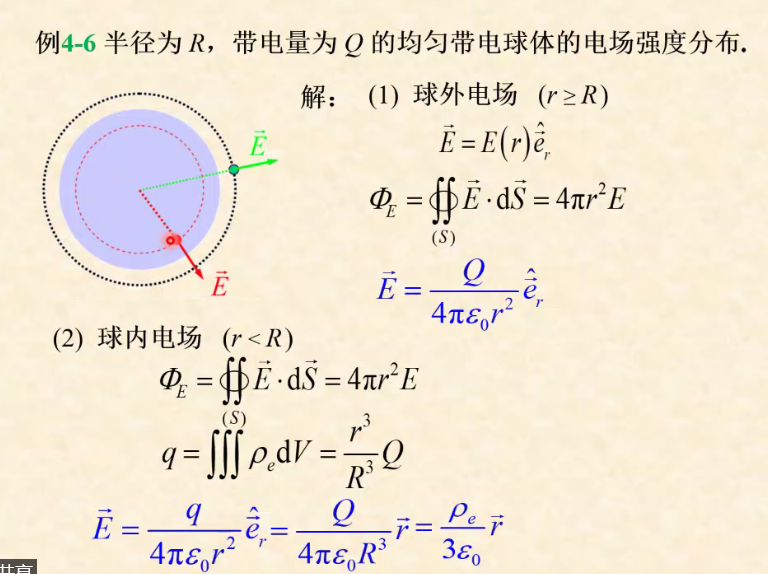 例4-6 半径为 R，带电量为 Q 的均匀带电球体的电场强度分布.
解： (1) 球外电场 (r ≥ R)
$\vec{E} = E(r)\hat{\vec{e}}_r$
$\Phi_E = \oiint_{(S)} \vec{E} \cdot \mathrm{d}\vec{S} = 4\pi r^2 E$
$\vec{E} = \frac{Q}{4\pi\varepsilon_0 r^2}\hat{\vec{e}}_r$
$\vec{E}$
$\vec{E}$
(2) 球内电场 (r < R)
$\Phi_E = \oiint_{(S)} \vec{E} \cdot \mathrm{d}\vec{S} = 4\pi r^2 E$
$q = \iiint \rho_e \mathrm{d}V = \frac{r^3}{R^3} Q$
$\vec{E} = \frac{q}{4\pi\varepsilon_0 r^2}\hat{\vec{e}}_r = \frac{Q}{4\pi\varepsilon_0 R^3}\vec{r} = \frac{\rho_e}{3\varepsilon_0}\vec{r}$